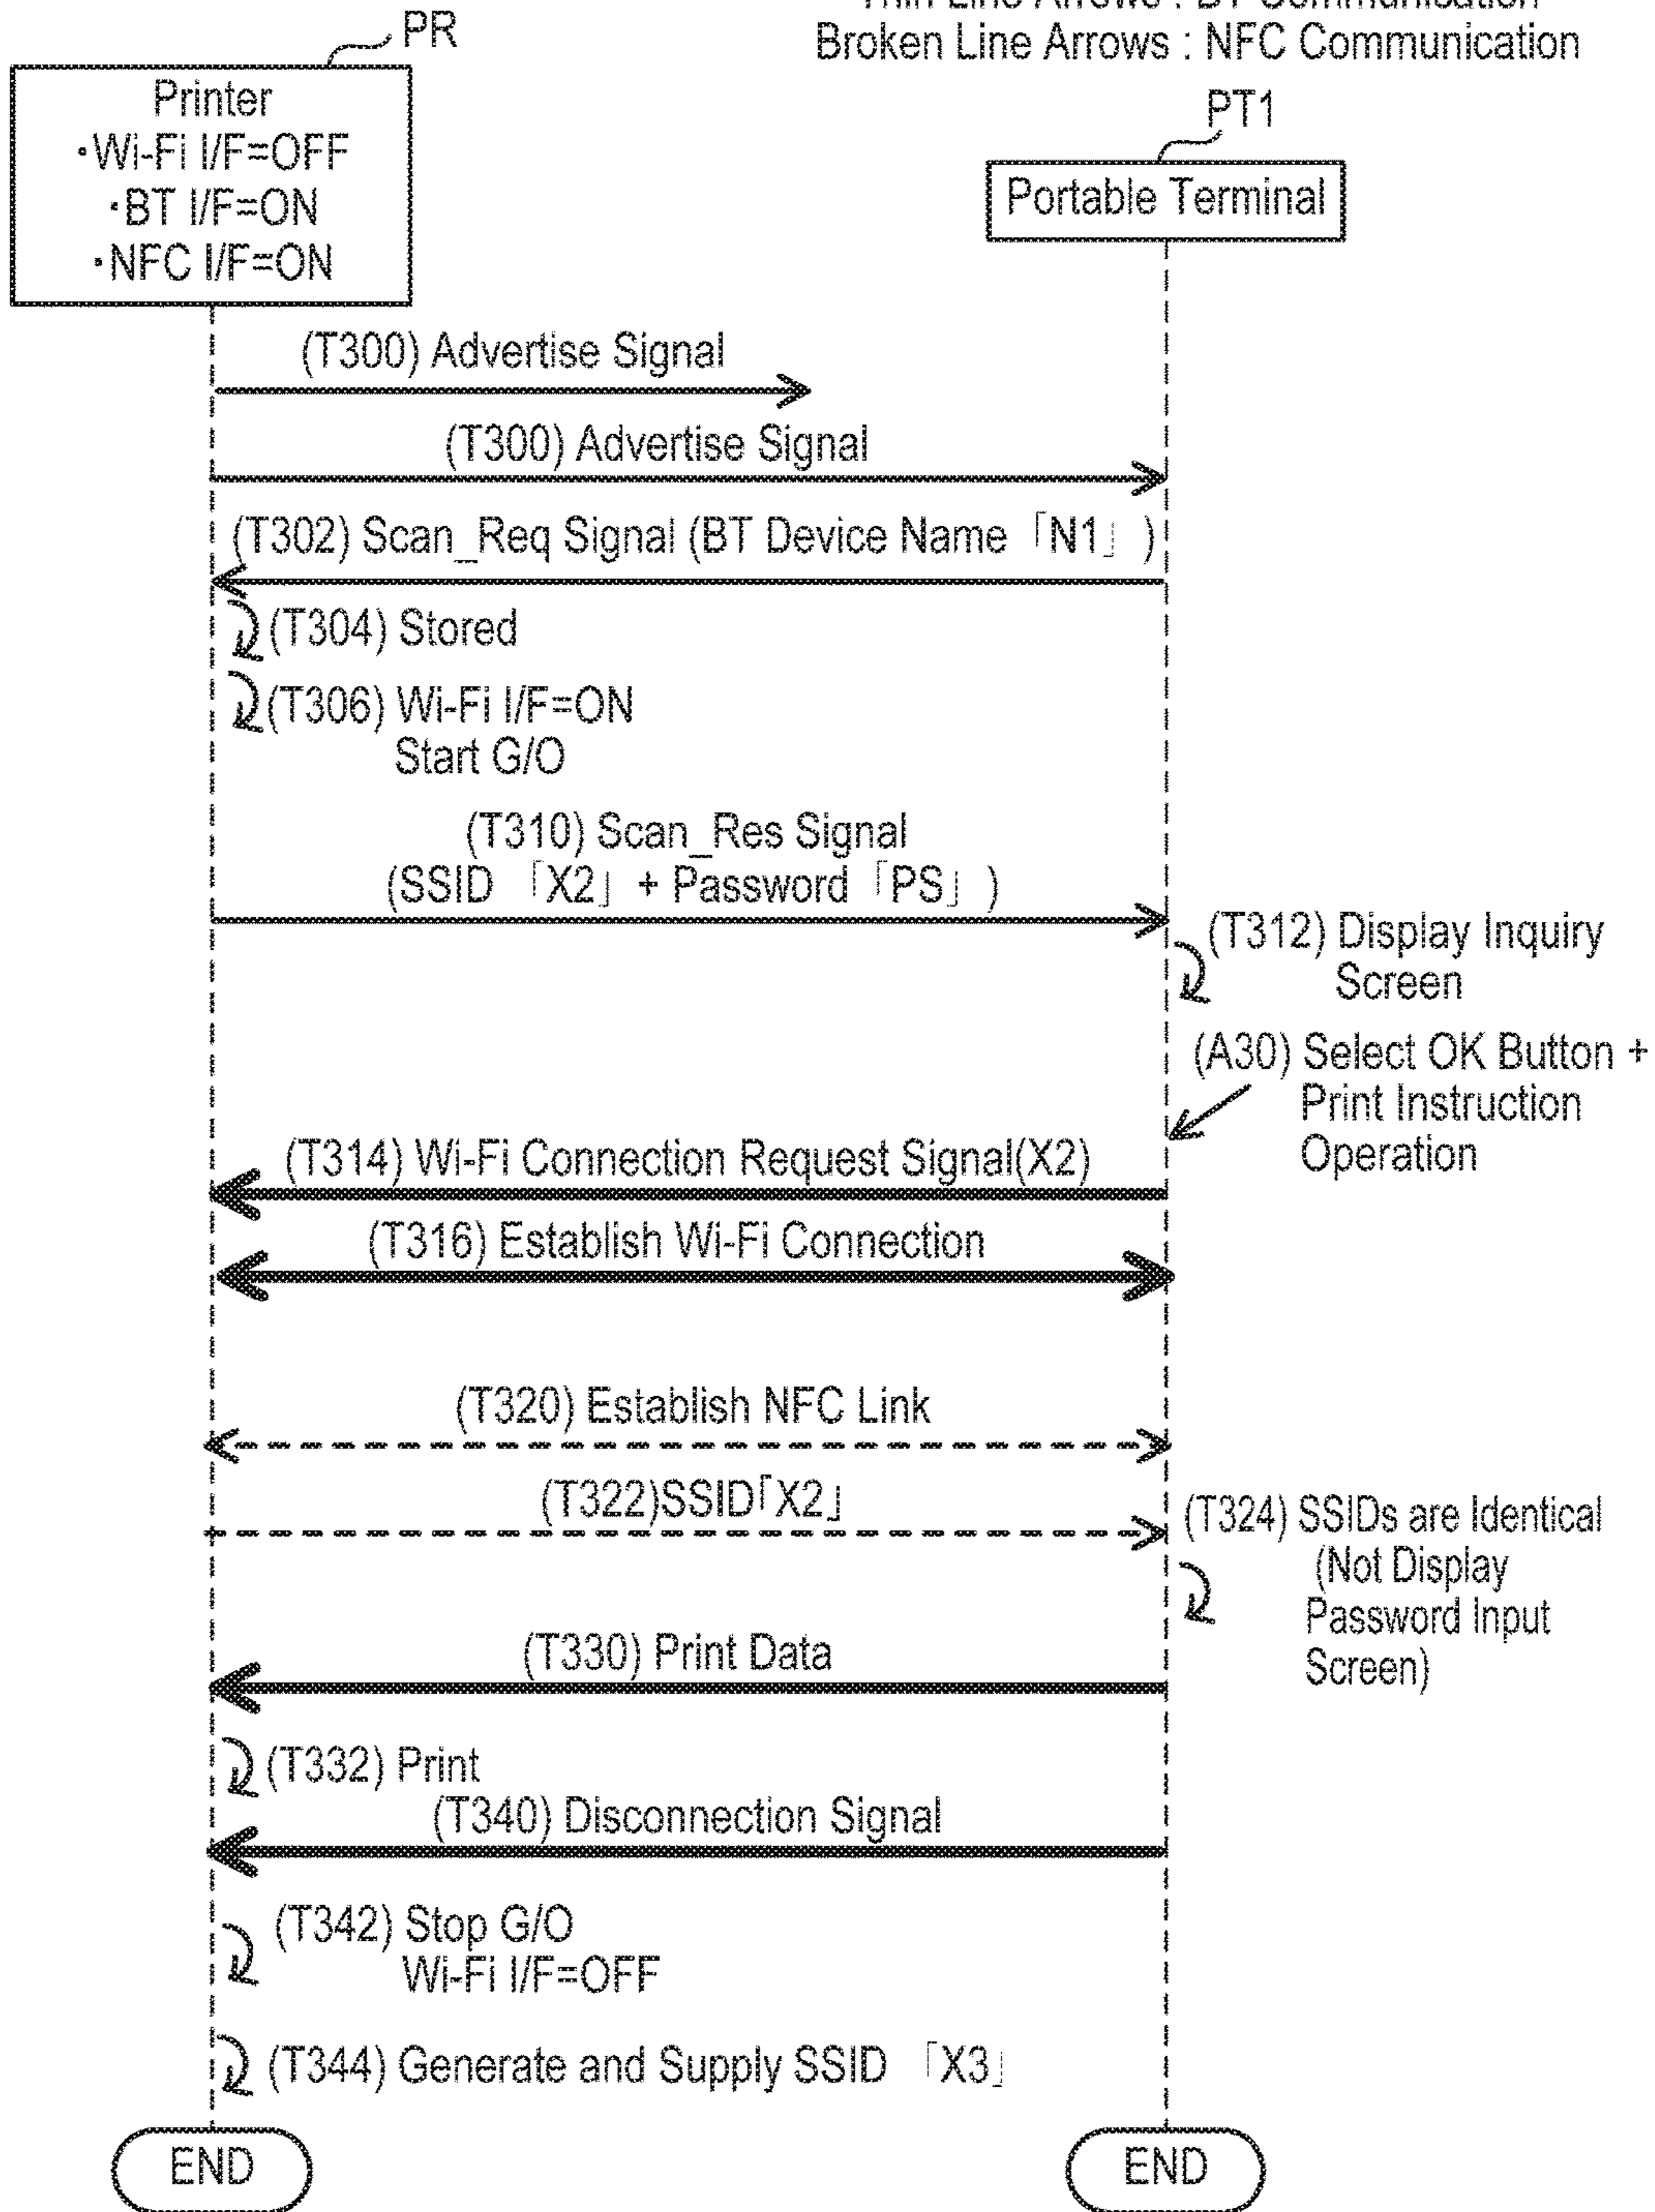 Thin Line Arrows : BT Communication
Broken Line Arrows : NFC Communication
PR
Printer
・Wi-Fi I/F=OFF
・BT I/F=ON
・NFC I/F=ON
PT1
Portable Terminal
(T300) Advertise Signal
(T300) Advertise Signal
(T302) Scan_Req Signal (BT Device Name「N1」)
(T304) Stored
(T306) Wi-Fi I/F=ON
Start G/O
(T310) Scan_Res Signal
(SSID 「X2」+ Password「PS」)
(T312) Display Inquiry
Screen
(A30) Select OK Button +
Print Instruction
Operation
(T314) Wi-Fi Connection Request Signal(X2)
(T316) Establish Wi-Fi Connection
(T320) Establish NFC Link
(T322)SSID「X2」
(T324) SSIDs are Identical
(Not Display
Password Input
Screen)
(T330) Print Data
(T332) Print
(T340) Disconnection Signal
(T342) Stop G/O
Wi-Fi I/F=OFF
(T344) Generate and Supply SSID 「X3」
END
END